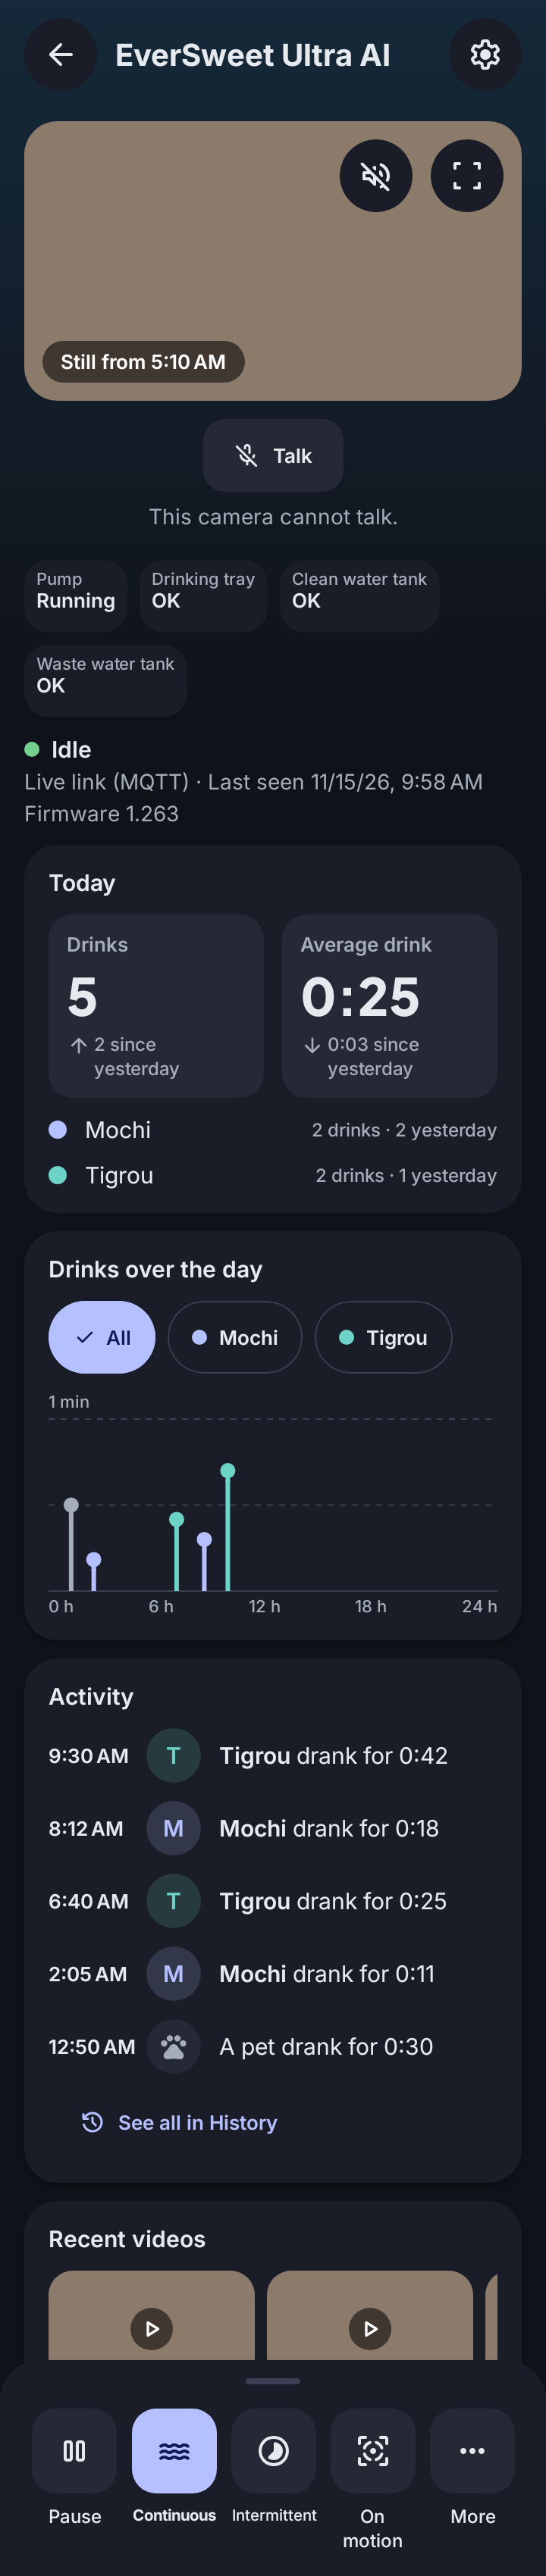 EverSweet Ultra AI
Still from 5:10 AM
Talk
This camera cannot talk.
Pump
Running
Drinking tray
OK
Clean water tank
OK
Waste water tank
OK
Idle
Live link (MQTT) · Last seen 11/15/26, 9:58 AM
Firmware 1.263
Today
Drinks
5
↑ 2 since
yesterday
Average drink
0:25
↓ 0:03 since
yesterday
Mochi 2 drinks · 2 yesterday
Tigrou 2 drinks · 1 yesterday
Drinks over the day
All Mochi Tigrou
1 min
0 h 6 h 12 h 18 h 24 h
Activity
9:30 AM T Tigrou drank for 0:42
8:12 AM M Mochi drank for 0:18
6:40 AM T Tigrou drank for 0:25
2:05 AM M Mochi drank for 0:11
12:50 AM A pet drank for 0:30
See all in History
Recent videos
Pause
Continuous
Intermittent
On
motion
More